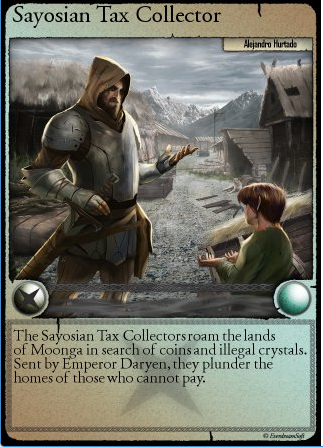 Sayosian Tax Collector
Alejandro Hurtado
The Sayosian Tax Collectors roam the lands
of Moonga in search of coins and illegal crystals.
Sent by Emperor Daryen, they plunder the
homes of those who cannot pay.
© EverdreamSoft